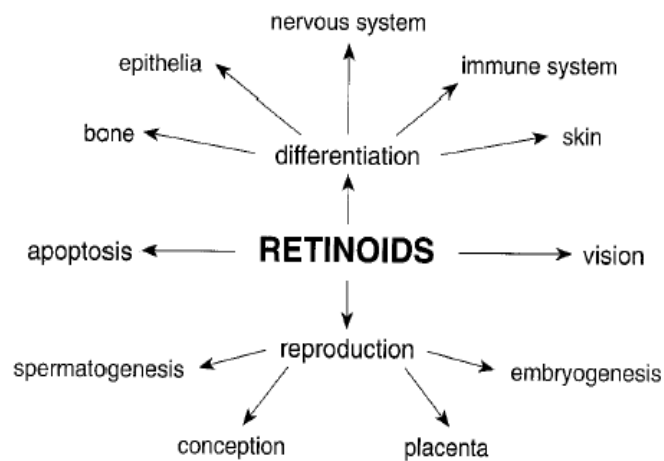 nervous system
epithelia
immune system
bone
differentiation
skin
apoptosis
RETINOIDS
vision
reproduction
spermatogenesis
embryogenesis
conception
placenta